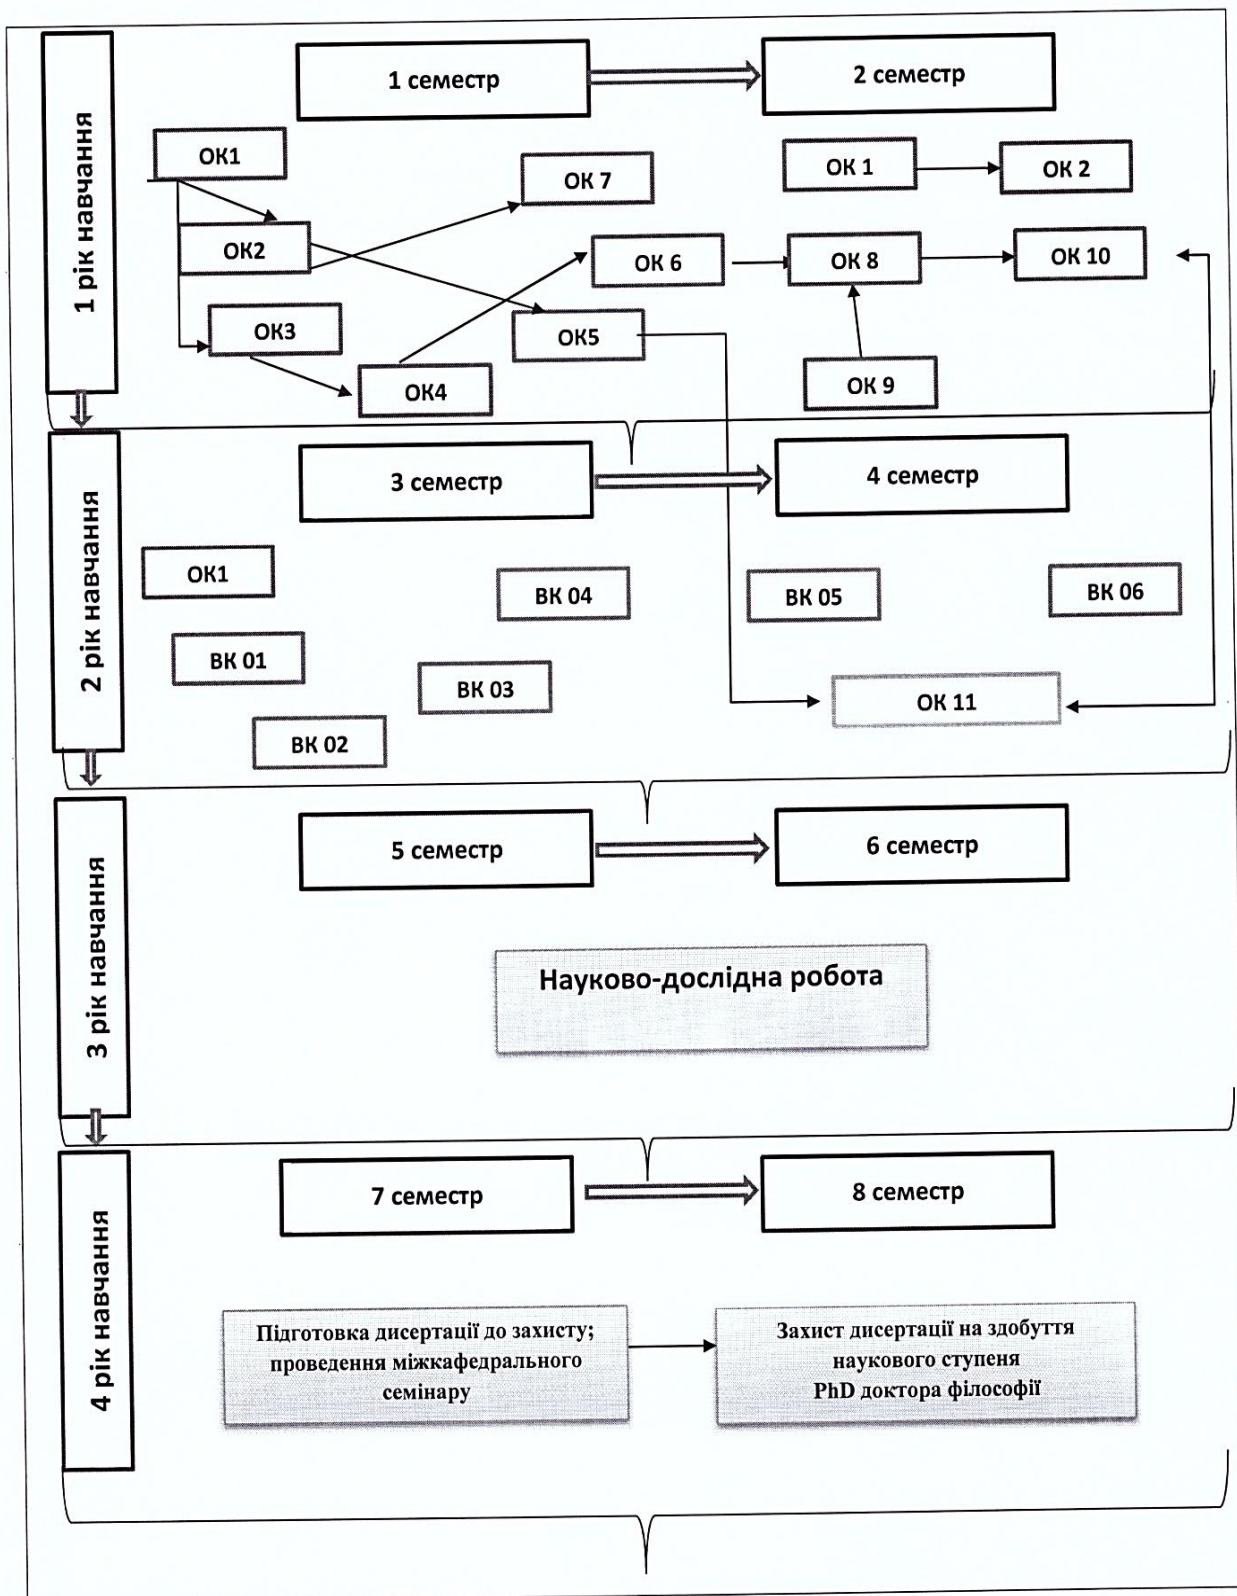 1 рік навчання
1 семестр
2 семестр
ОК1
ОК 7
ОК 1
ОК 2
ОК2
ОК 6
ОК 8
ОК 10
ОК3
ОК5
ОК4
ОК 9
2 рік навчання
3 семестр
4 семестр
ОК1
ВК 04
ВК 05
ВК 06
ВК 01
ВК 03
ОК 11
ВК 02
3 рік навчання
5 семестр
6 семестр
Науково-дослідна робота
4 рік навчання
7 семестр
8 семестр
Підготовка дисертації до захисту;
проведення міжкафедрального
семінару
Захист дисертації на здобуття
наукового ступеня
PhD доктора філософії